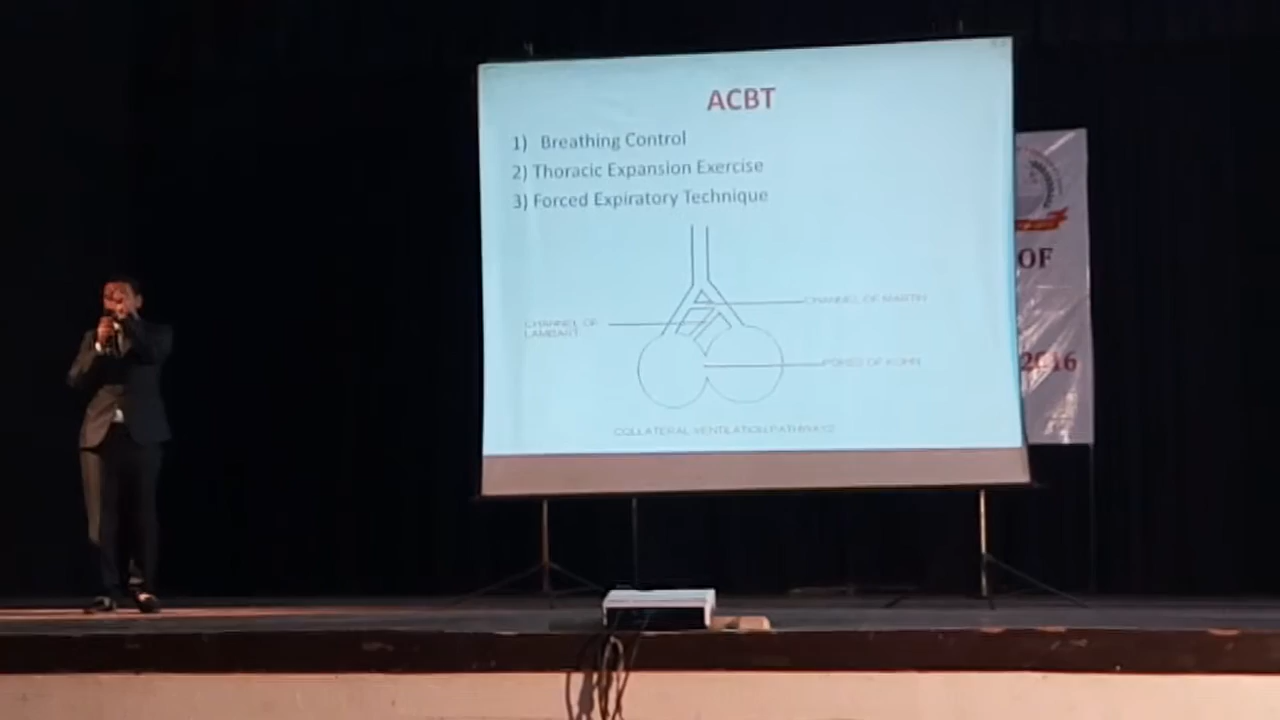 ACBT
1) Breathing Control
2) Thoracic Expansion Exercise
3) Forced Expiratory Technique
CHANNEL OF MARTIN
CHANNEL OF
LAMBART
PORES OF KOHN
COLLATERAL VENTILATION PATHWAYS
OF
2016